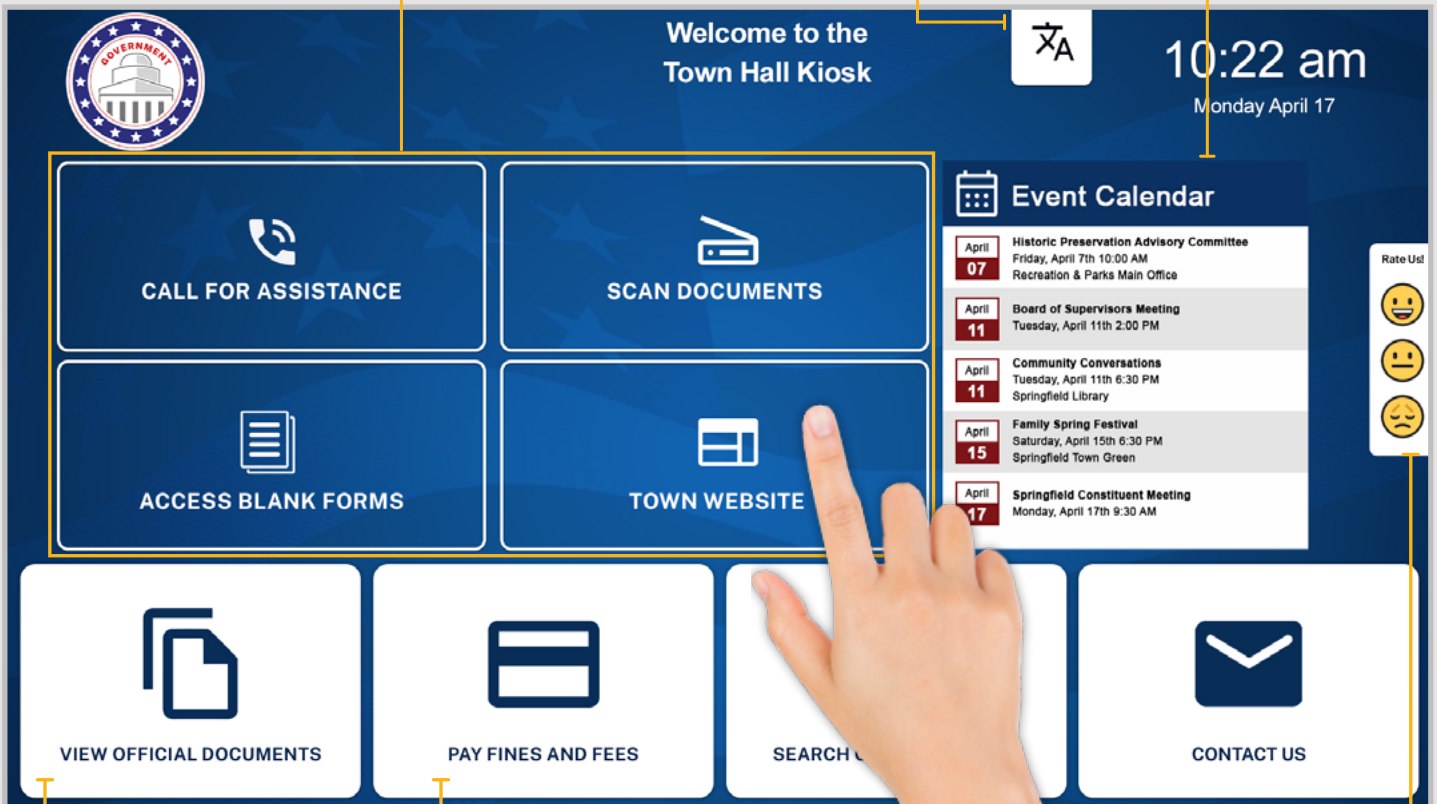 GOVERNMENT
Welcome to the
Town Hall Kiosk
10:22 am
Monday April 17
CALL FOR ASSISTANCE
SCAN DOCUMENTS
ACCESS BLANK FORMS
TOWN WEBSITE
Event Calendar
April
07
Historic Preservation Advisory Committee
Friday, April 7th 10:00 AM
Recreation & Parks Main Office
April
11
Board of Supervisors Meeting
Tuesday, April 11th 2:00 PM
April
11
Community Conversations
Tuesday, April 11th 6:30 PM
Springfield Library
April
15
Family Spring Festival
Saturday, April 15th 6:30 PM
Springfield Town Green
April
17
Springfield Constituent Meeting
Monday, April 17th 9:30 AM
Rate Us!
VIEW OFFICIAL DOCUMENTS
PAY FINES AND FEES
SEARCH
CONTACT US